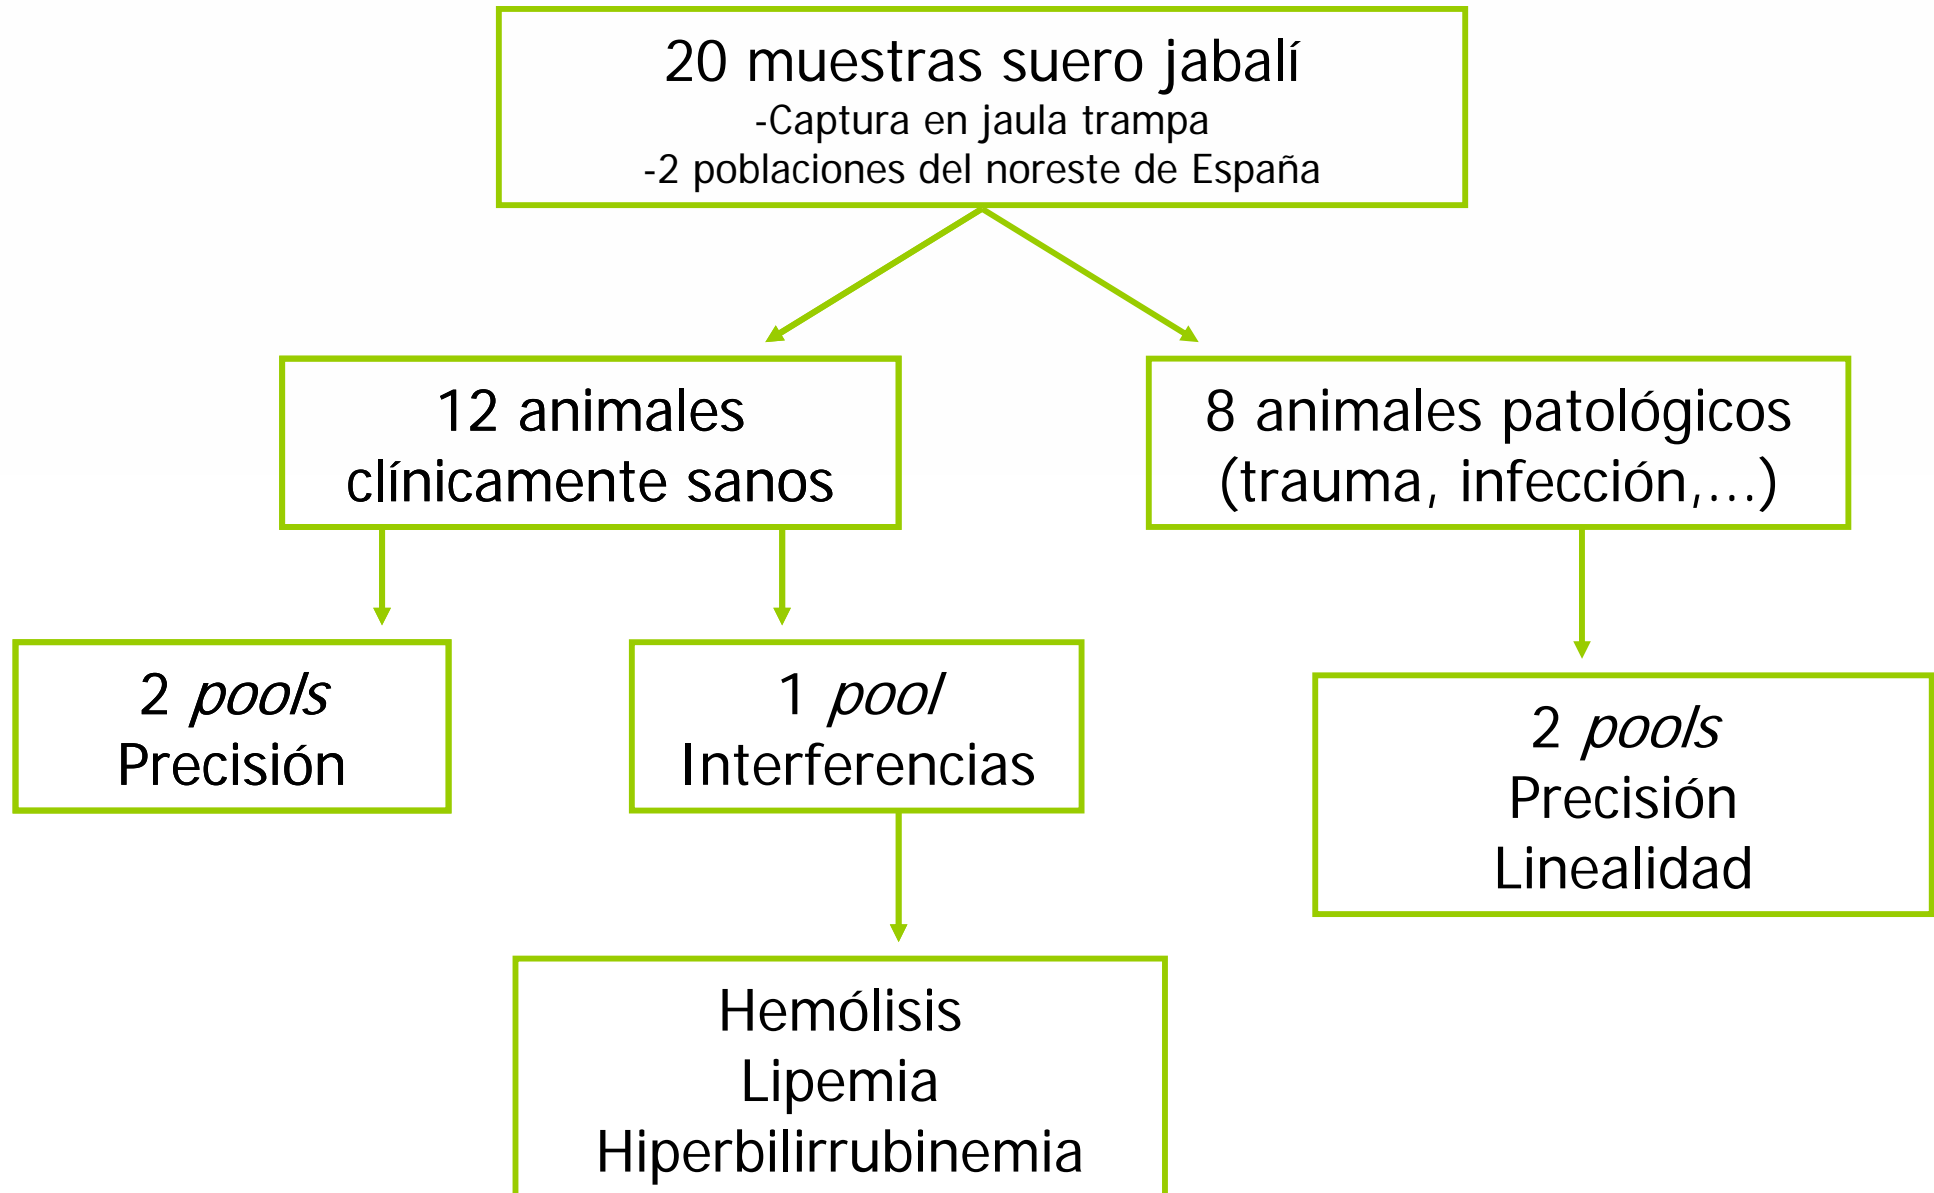 20 muestras suero jabalí
-Captura en jaula trampa
-2 poblaciones del noreste de España
12 animales
clínicamente sanos
8 animales patológicos
(trauma, infección,...)
2 pools
Precisión
1 pool
Interferencias
2 pools
Precisión
Linealidad
Hemólisis
Lipemia
Hiperbilirrubinemia